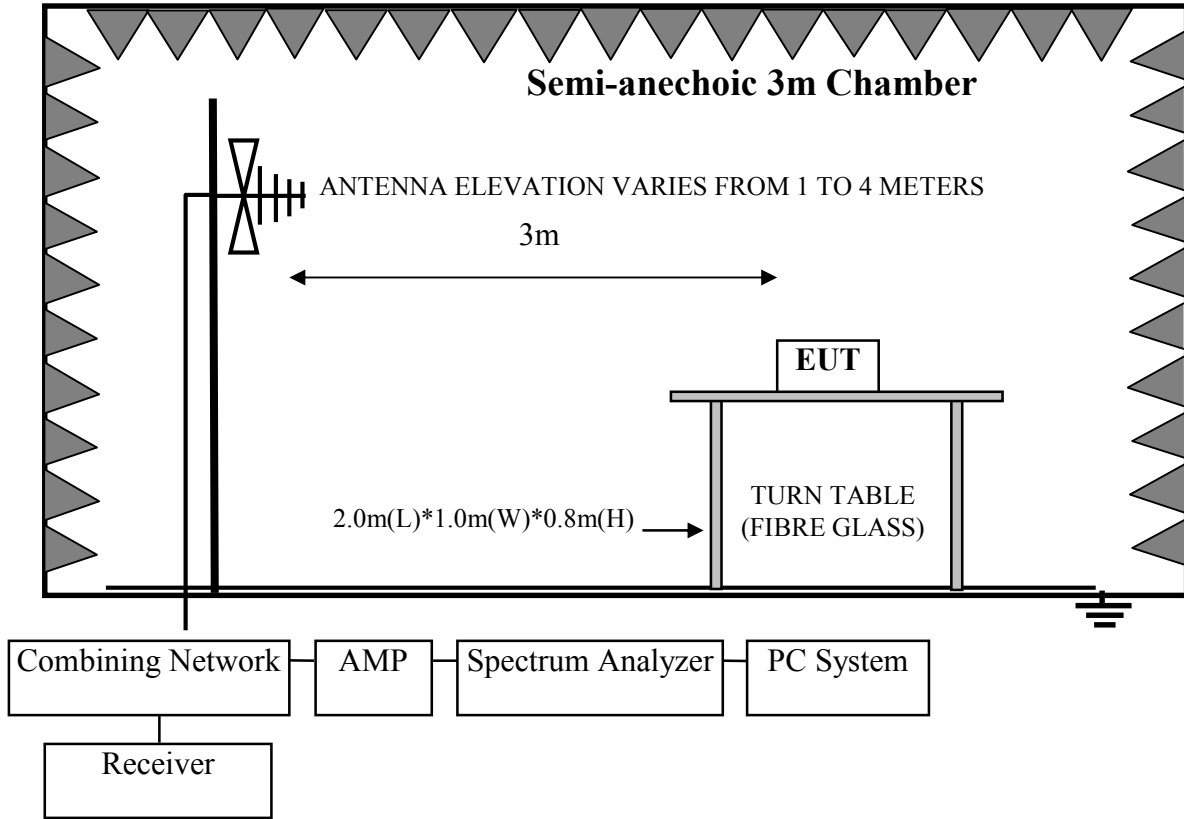 Semi-anechoic 3m Chamber
ANTENNA ELEVATION VARIES FROM 1 TO 4 METERS
3m
EUT
TURN TABLE
(FIBRE GLASS)
2.0m(L)*1.0m(W)*0.8m(H)
Combining Network
AMP
Spectrum Analyzer
PC System
Receiver